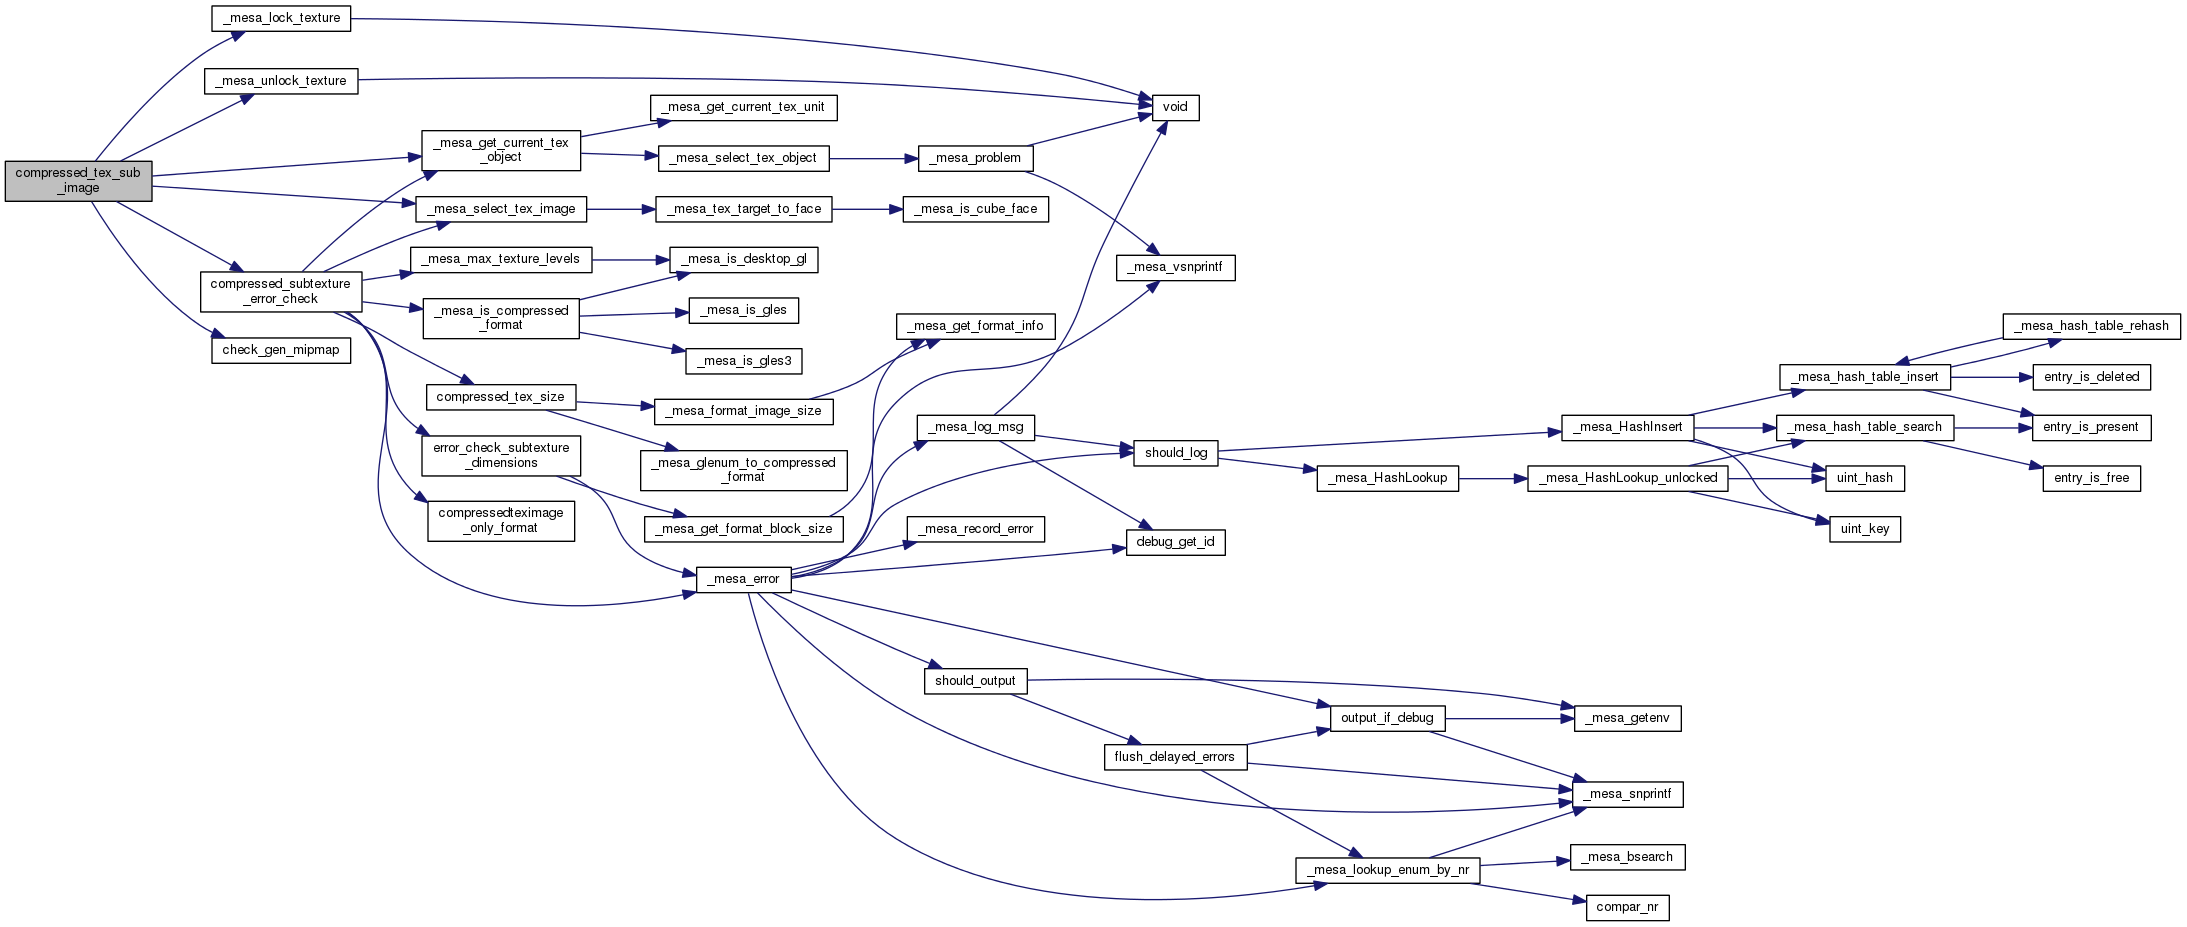 _mesa_lock_texture
_mesa_unlock_texture
_mesa_get_current_tex_unit
void
_mesa_get_current_tex
_object
_mesa_select_tex_object
_mesa_problem
compressed_tex_sub
_image
_mesa_select_tex_image
_mesa_tex_target_to_face
_mesa_is_cube_face
_mesa_max_texture_levels
_mesa_is_desktop_gl
_mesa_vsnprintf
compressed_subtexture
_error_check
_mesa_is_compressed
_format
_mesa_is_gles
_mesa_get_format_info
_mesa_hash_table_rehash
check_gen_mipmap
_mesa_is_gles3
_mesa_hash_table_insert
entry_is_deleted
compressed_tex_size
_mesa_format_image_size
_mesa_log_msg
_mesa_HashInsert
_mesa_hash_table_search
entry_is_present
error_check_subtexture
_dimensions
should_log
_mesa_glenum_to_compressed
_format
_mesa_HashLookup
_mesa_HashLookup_unlocked
uint_hash
entry_is_free
compressedteximage
_only_format
_mesa_get_format_block_size
_mesa_record_error
debug_get_id
uint_key
_mesa_error
should_output
output_if_debug
_mesa_getenv
flush_delayed_errors
_mesa_snprintf
_mesa_lookup_enum_by_nr
_mesa_bsearch
compar_nr